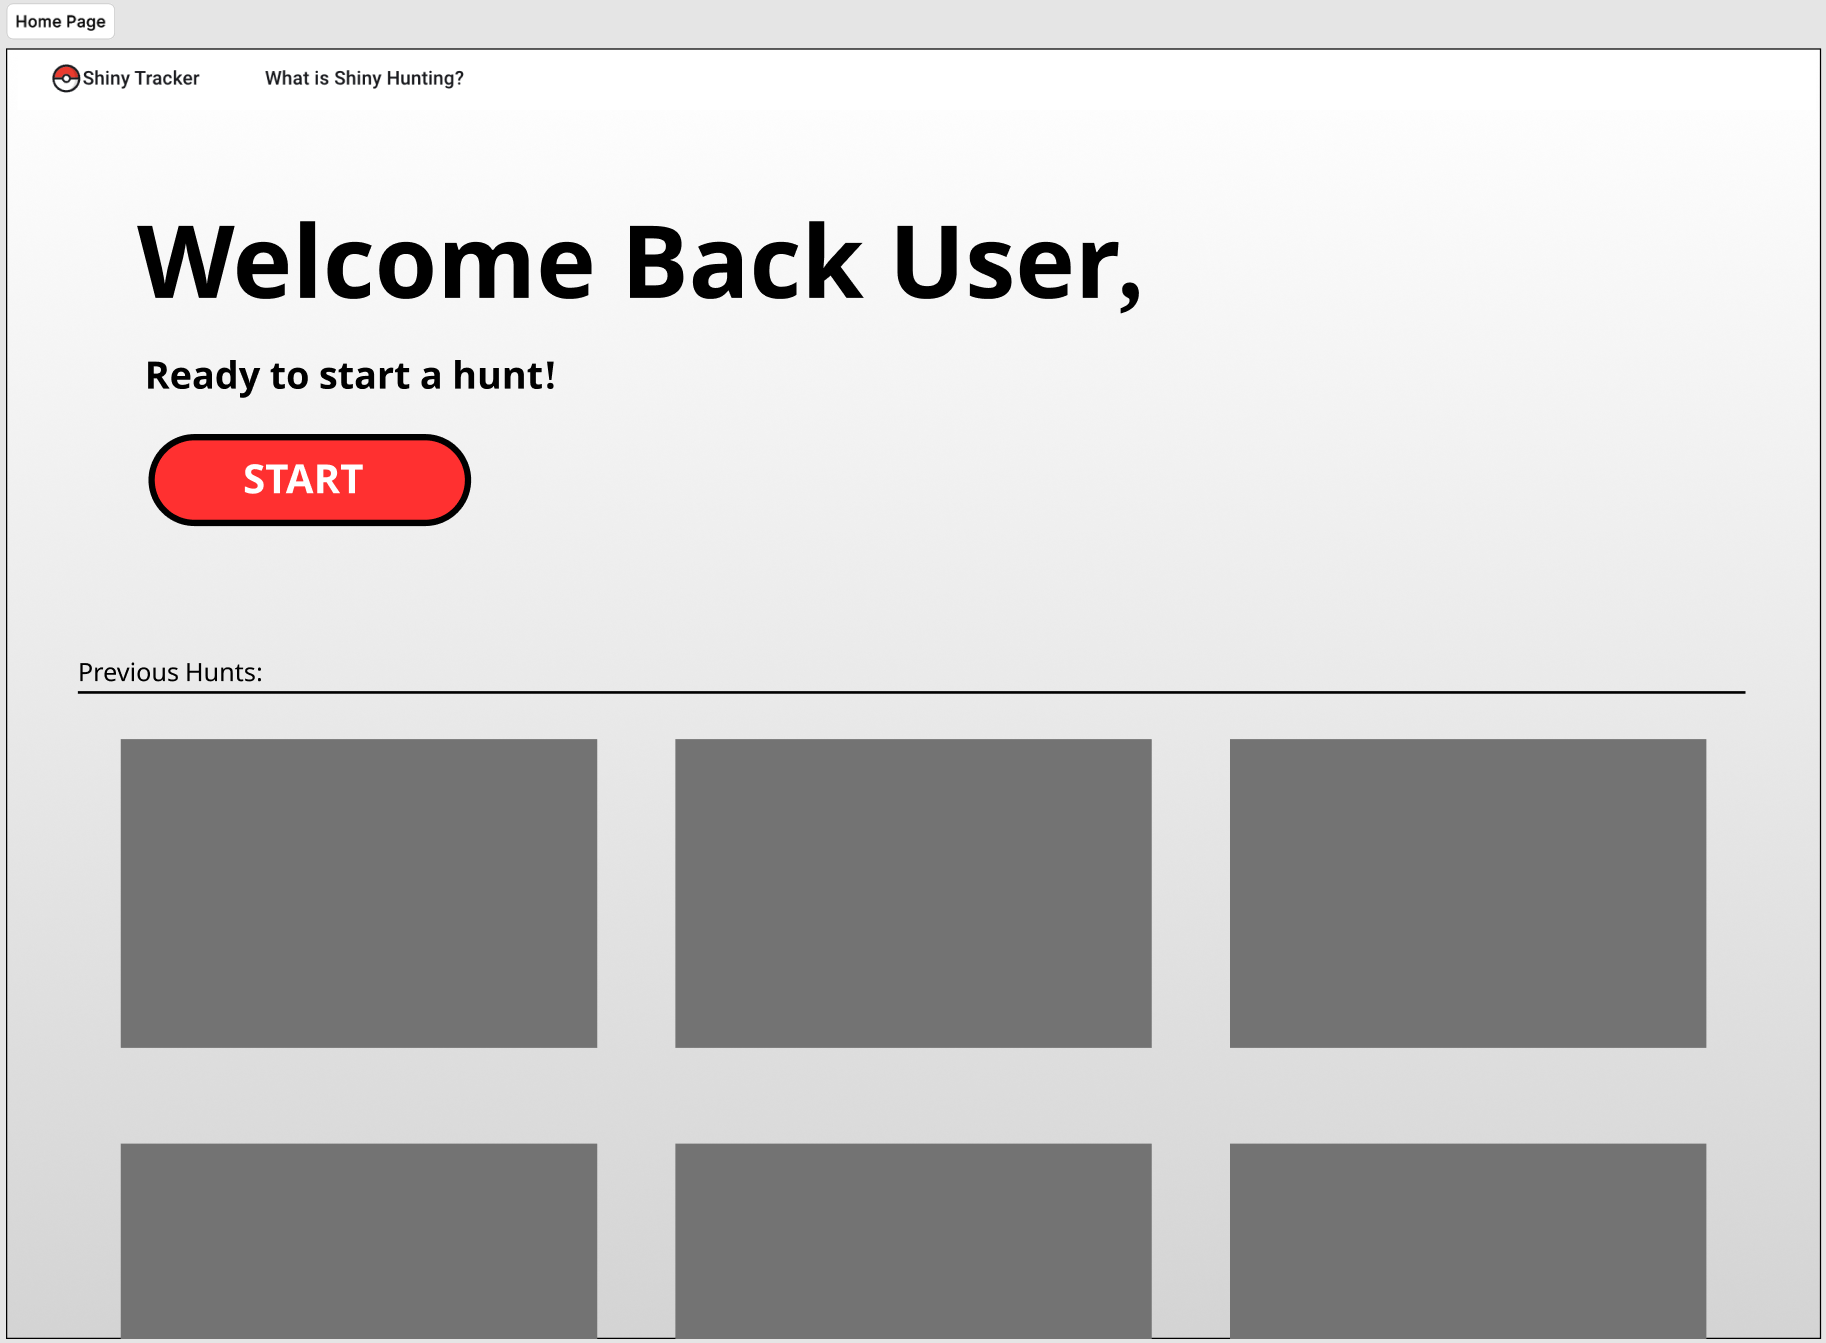 Home Page
Shiny Tracker What is Shiny Hunting?
Welcome Back User,
Ready to start a hunt!
START
Previous Hunts: